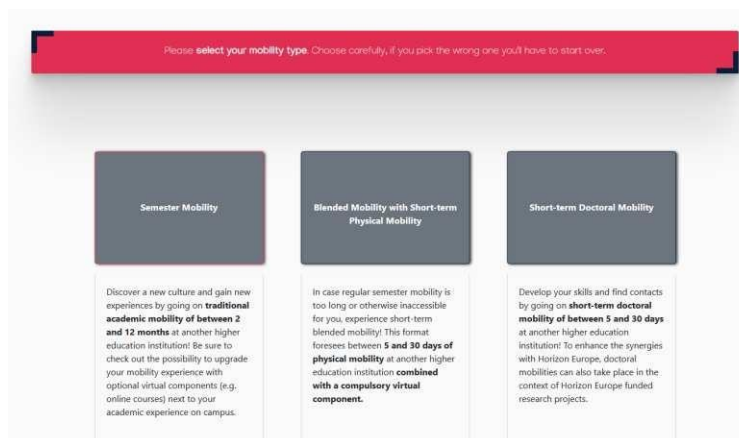 Please select your mobility type. Choose carefully, if you pick the wrong one you'll have to start over.
Semester Mobility
Discover a new culture and gain new
experiences by going on traditional
academic mobility of between 2
and 12 months at another higher
education institution! Be sure to
check out the possibility to upgrade
your mobility experience with
optional virtual components (e.g.
online courses) next to your
academic experience on campus.
Blended Mobility with Short-term
Physical Mobility
In case regular semester mobility is
too long or otherwise inaccessible
for you, experience short-term
blended mobility! This format
foresees between 5 and 30 days of
physical mobility at another higher
education institution combined
with a compulsory virtual
component.
Short-term Doctoral Mobility
Develop your skills and find contacts
by going on short-term doctoral
mobility of between 5 and 30 days
at another higher education
institution! To enhance the synergies
with Horizon Europe, doctoral
mobilities can also take place in the
context of Horizon Europe funded
research projects.